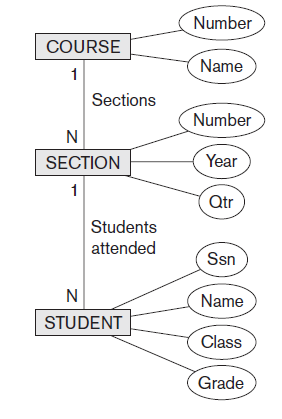 Number
COURSE
Name
1
Sections
Number
N
SECTION
Year
1
Qtr
Students
attended
Ssn
N
Name
STUDENT
Class
Grade